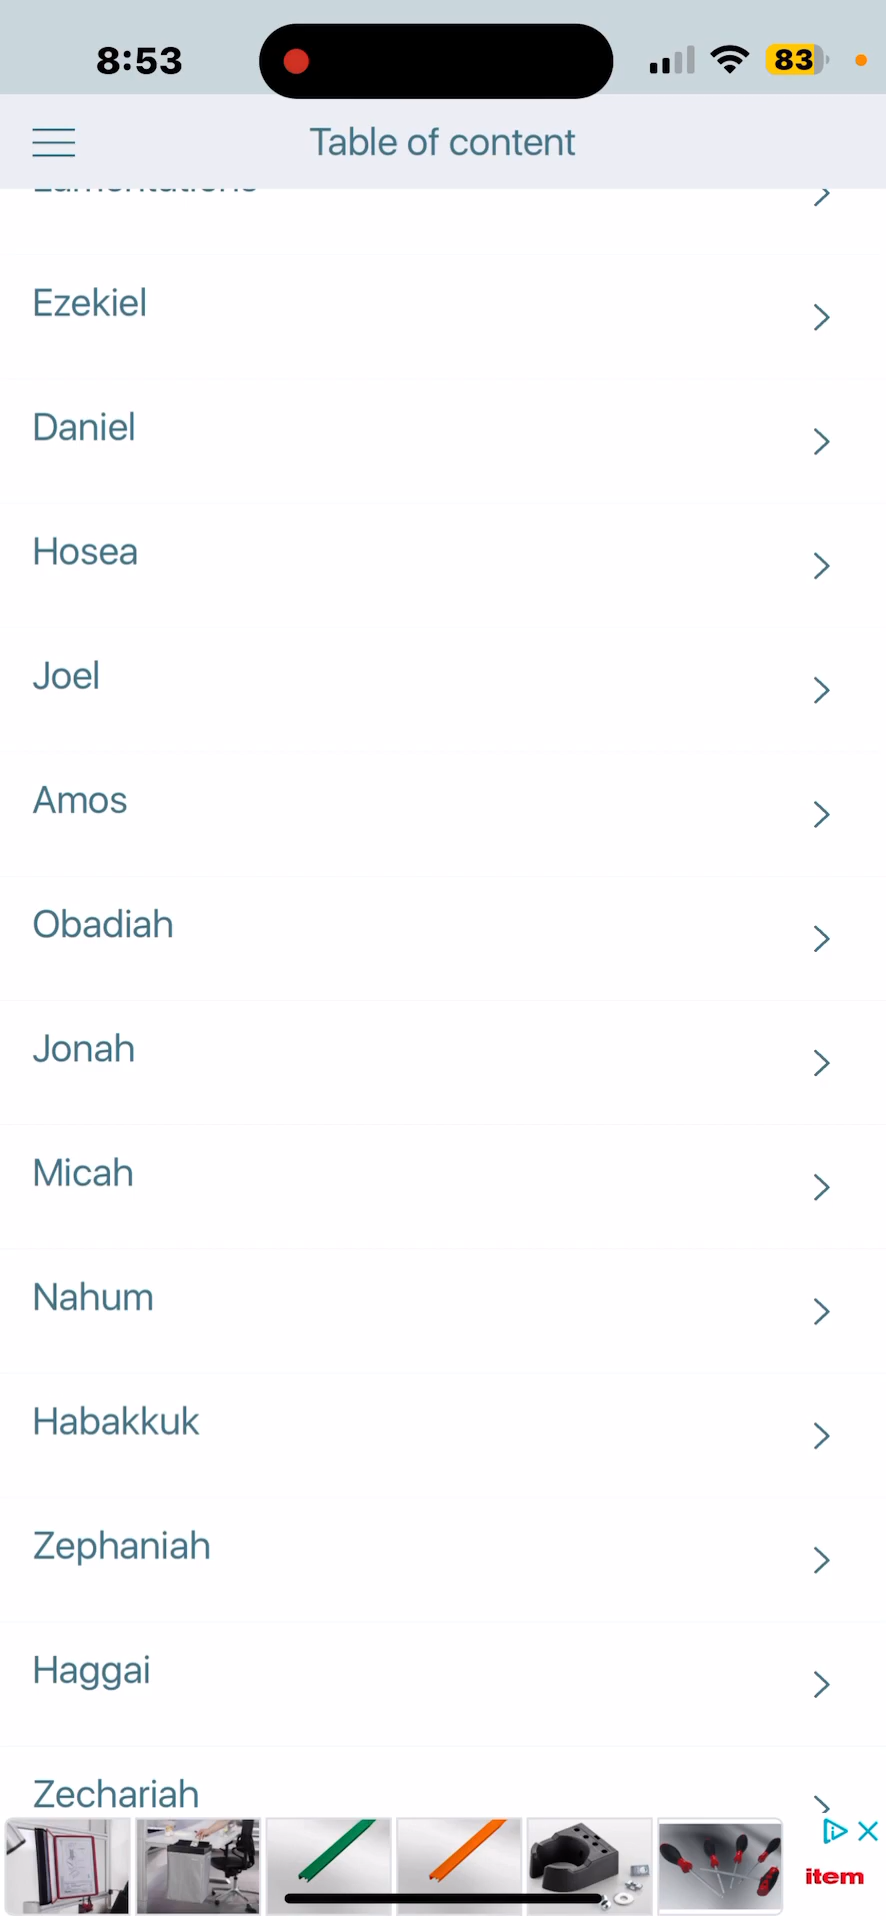 8:53
83
Table of content
Lamentations
Ezekiel
Daniel
Hosea
Joel
Amos
Obadiah
Jonah
Micah
Nahum
Habakkuk
Zephaniah
Haggai
Zechariah
item